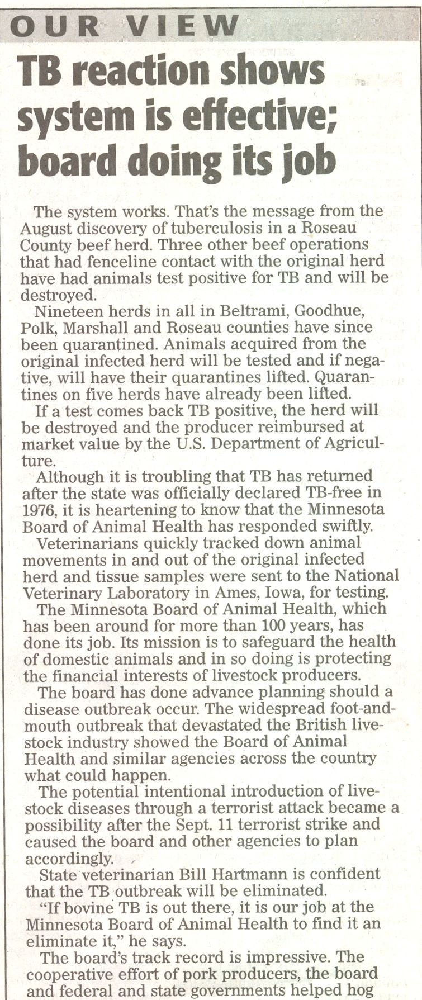 OUR VIEW
TB reaction shows
system is effective;
board doing its job
The system works. That's the message from the
August discovery of tuberculosis in a Roseau
County beef herd. Three other beef operations
that had fenceline contact with the original herd
have had animals test positive for TB and will be
destroyed.
Nineteen herds in all in Beltrami, Goodhue,
Polk, Marshall and Roseau counties have since
been quarantined. Animals acquired from the
original infected herd will be tested and if nega-
tive, will have their quarantines lifted. Quaran-
tines on five herds have already been lifted.
If a test comes back TB positive, the herd will
be destroyed and the producer reimbursed at
market value by the U.S. Department of Agricul-
ture.
Although it is troubling that TB has returned
after the state was officially declared TB-free in
1976, it is heartening to know that the Minnesota
Board of Animal Health has responded swiftly.
Veterinarians quickly tracked down animal
movements in and out of the original infected
herd and tissue samples were sent to the National
Veterinary Laboratory in Ames, Iowa, for testing.
The Minnesota Board of Animal Health, which
has been around for more than 100 years, has
done its job. Its mission is to safeguard the health
of domestic animals and in so doing is protecting
the financial interests of livestock producers.
The board has done advance planning should a
disease outbreak occur. The widespread foot-and-
mouth outbreak that devastated the British live-
stock industry showed the Board of Animal
Health and similar agencies across the country
what could happen.
The potential intentional introduction of live-
stock diseases through a terrorist attack became a
possibility after the Sept. 11 terrorist strike and
caused the board and other agencies to plan
accordingly.
State veterinarian Bill Hartmann is confident
that the TB outbreak will be eliminated.
“If bovine TB is out there, it is our job at the
Minnesota Board of Animal Health to find it an
eliminate it,” he says.
The board's track record is impressive. The
cooperative effort of pork producers, the board
and federal and state governments helped hog